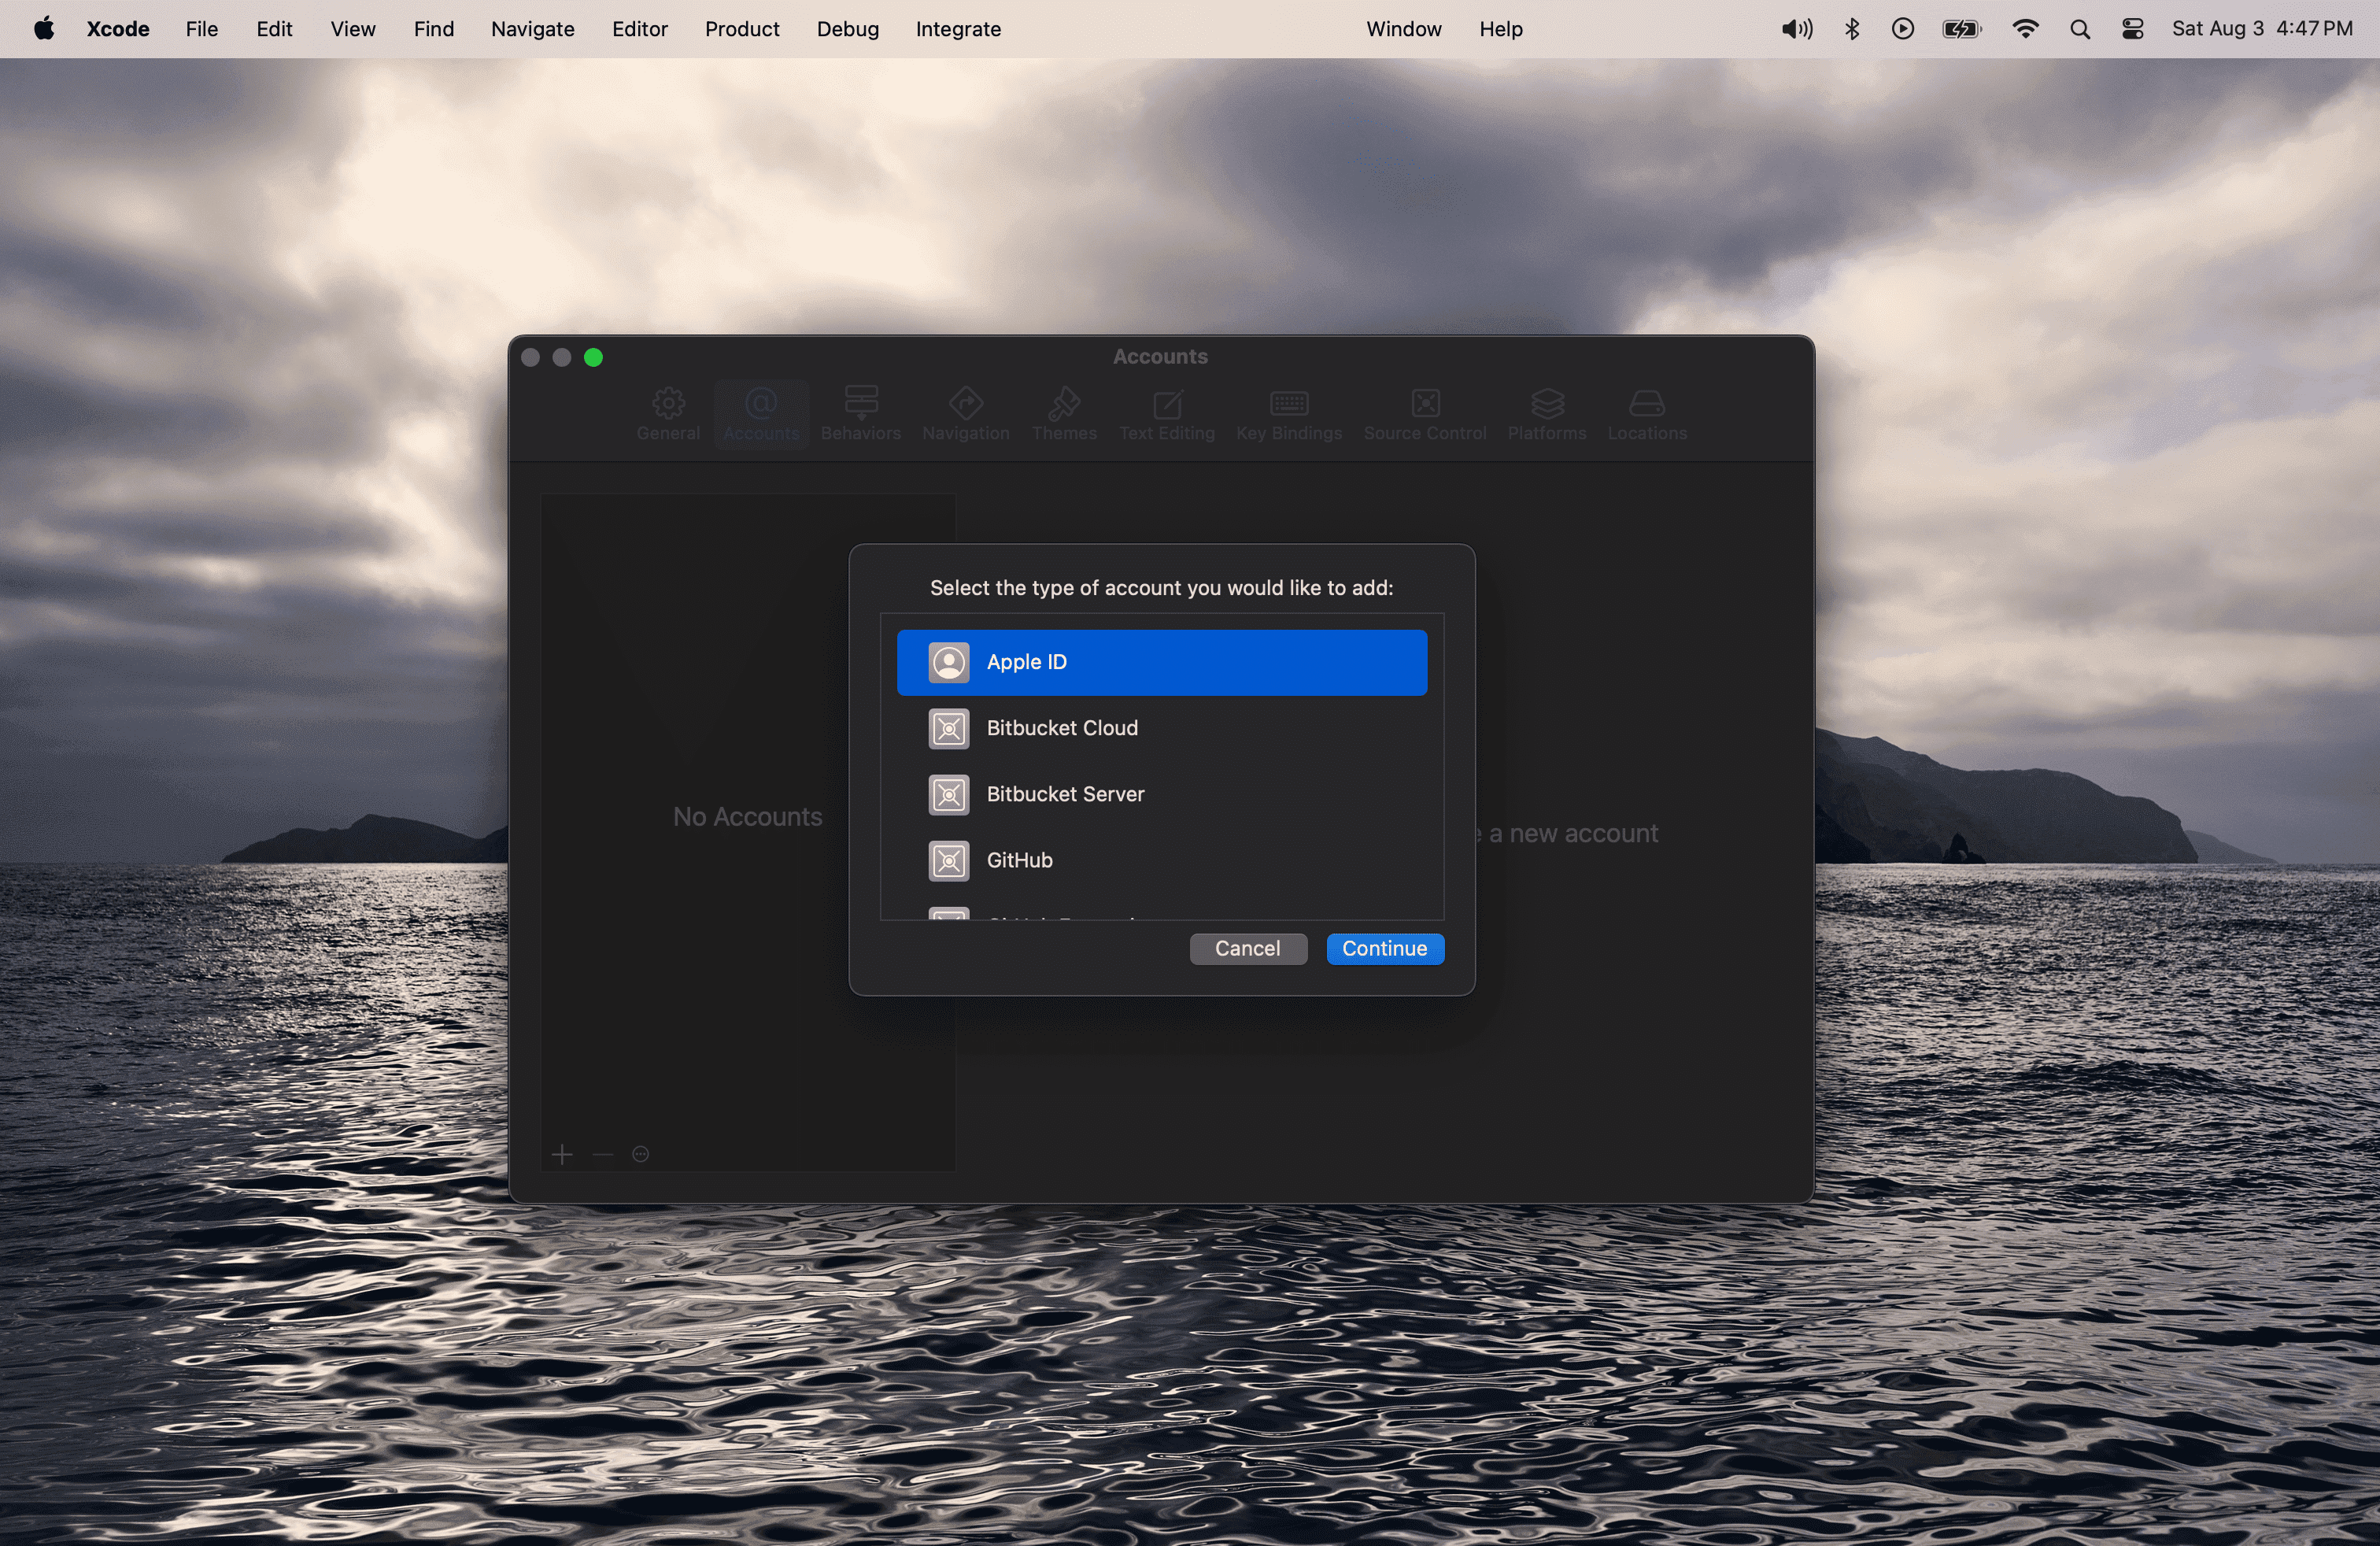 Xcode File Edit View Find Navigate Editor Product Debug Integrate Window Help Sat Aug 3 4:47 PM
Accounts
General Accounts Behaviors Navigation Themes Text Editing Key Bindings Source Control Platforms Locations
Select the type of account you would like to add:
Apple ID
Bitbucket Cloud
Bitbucket Server
GitHub
No Accounts
a new account
Cancel Continue